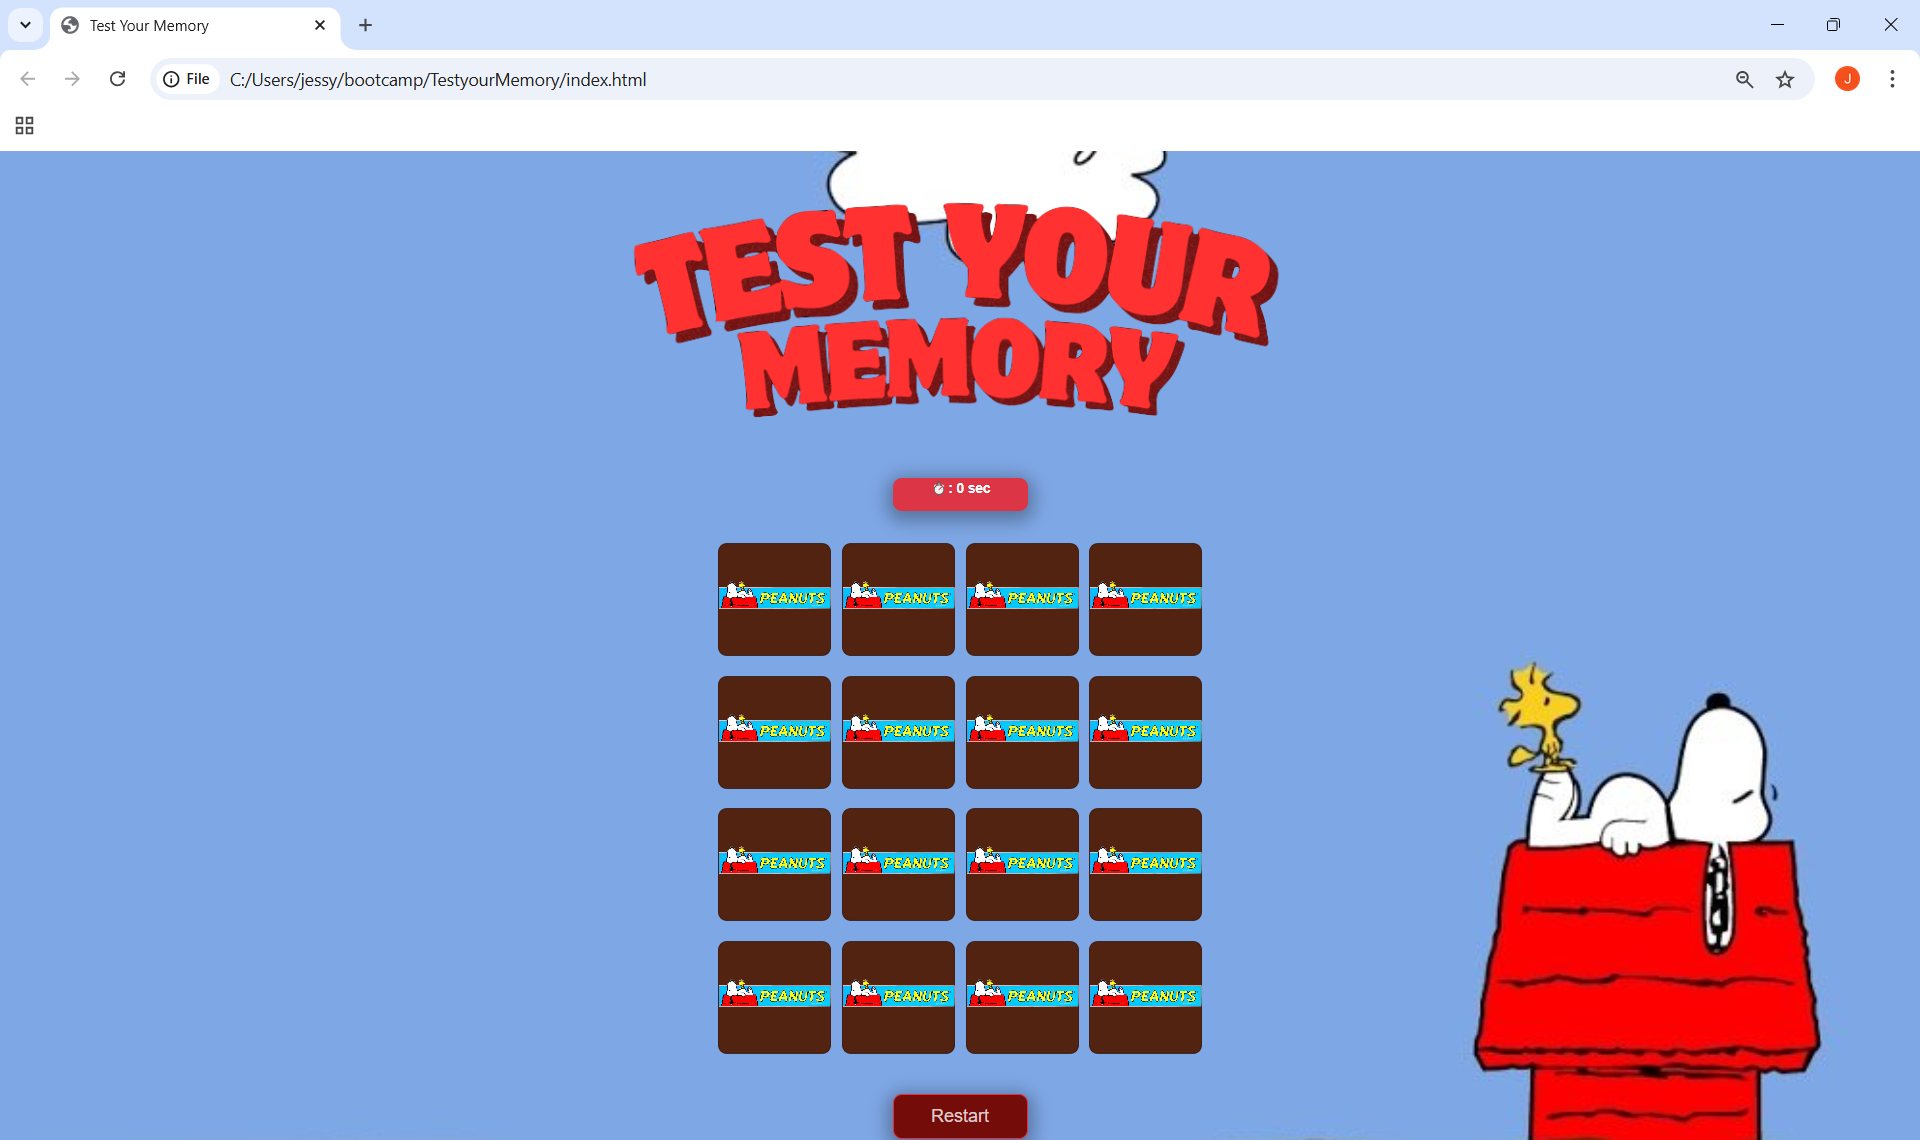 Test Your Memory
File C:/Users/jessy/bootcamp/TestyourMemory/index.html
J
TEST YOUR
MEMORY
: 0 sec
PEANUTS PEANUTS PEANUTS PEANUTS
PEANUTS PEANUTS PEANUTS PEANUTS
PEANUTS PEANUTS PEANUTS PEANUTS
PEANUTS PEANUTS PEANUTS PEANUTS
Restart